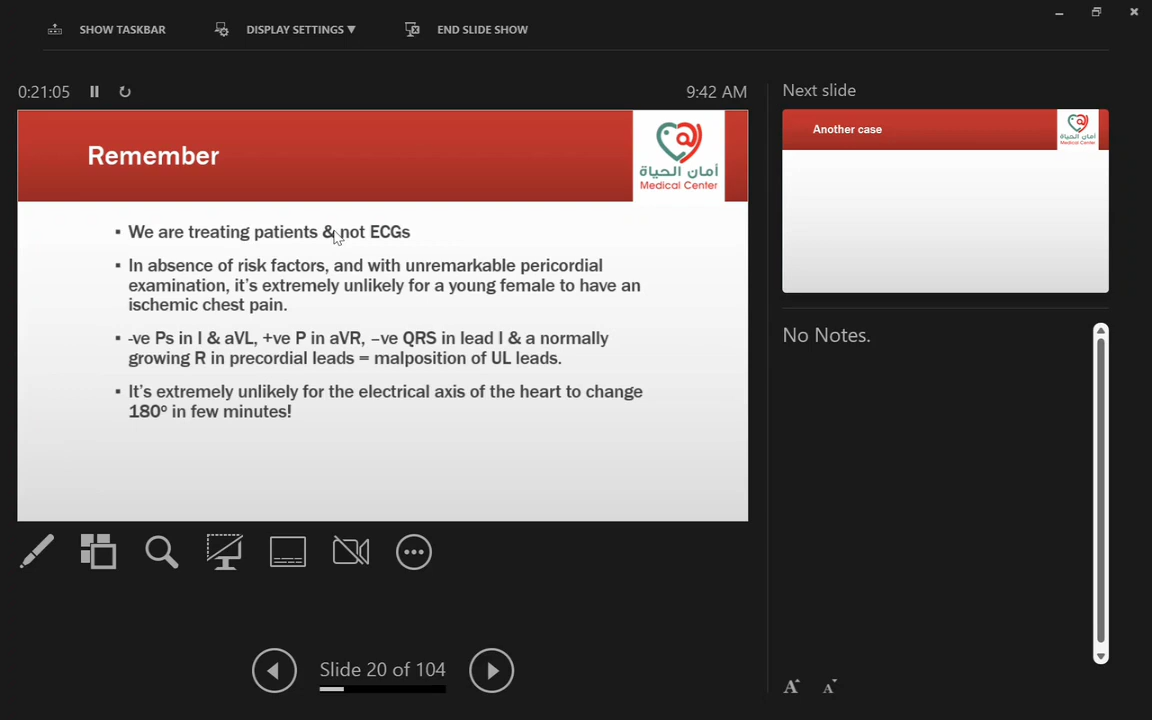 SHOW TASKBAR
DISPLAY SETTINGS ▼
END SLIDE SHOW
0:21:05
9:42 AM
Remember
أمان الحياة
Medical Center
▪ We are treating patients & not ECGs
▪ In absence of risk factors, and with unremarkable pericordial
examination, it's extremely unlikely for a young female to have an
ischemic chest pain.
▪ -ve Ps in I & aVL, +ve P in aVR, –ve QRS in lead I & a normally
growing R in precordial leads = malposition of UL leads.
▪ It's extremely unlikely for the electrical axis of the heart to change
180º in few minutes!
Next slide
Another case
أمان الحياة
Medical Center
No Notes.
Slide 20 of 104
A A